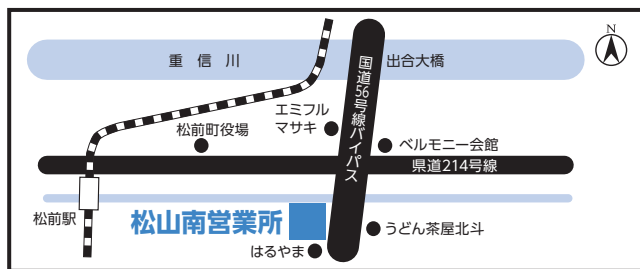 重信川
出合大橋
N
国道56号線バイパス
エミフル
マサキ
松前町役場
ベルモニー会館
県道214号線
松前駅
松山南営業所
うどん茶屋北斗
はるやま